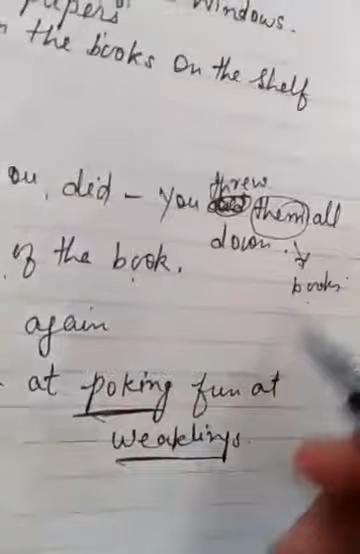 papers windows.
the books on the shelf
ou, did - you threw them all
down. books
of the book.
again
at poking fun at
weaklings.